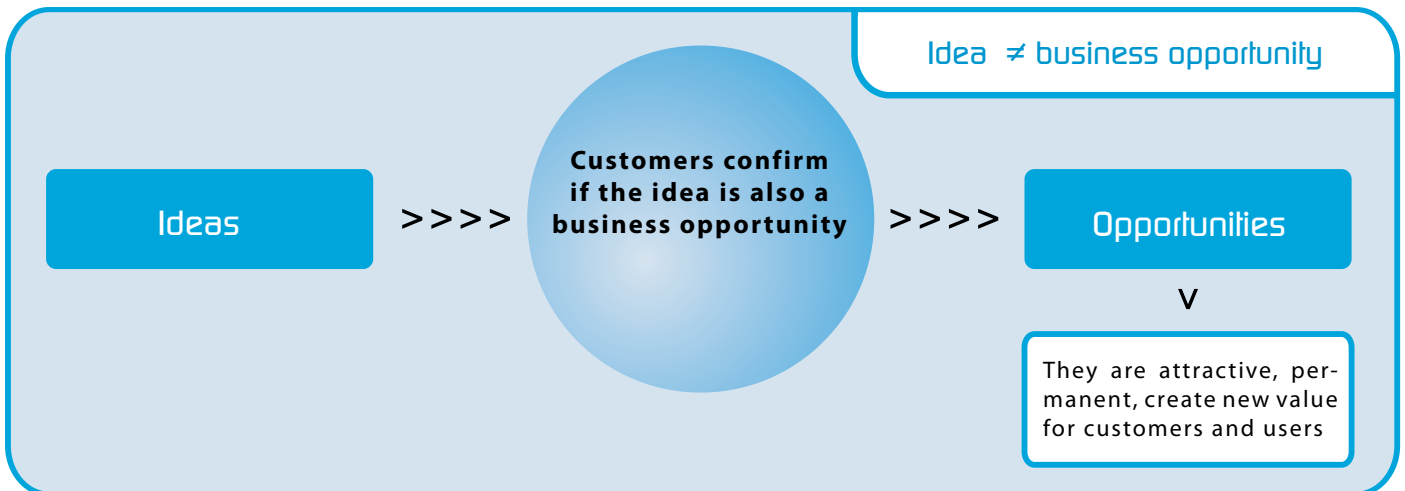 Idea ≠ business opportunity
Customers confirm
if the idea is also a
business opportunity
Ideas
>>>>
>>>>
Opportunities
>
They are attractive, per-
manent, create new value
for customers and users